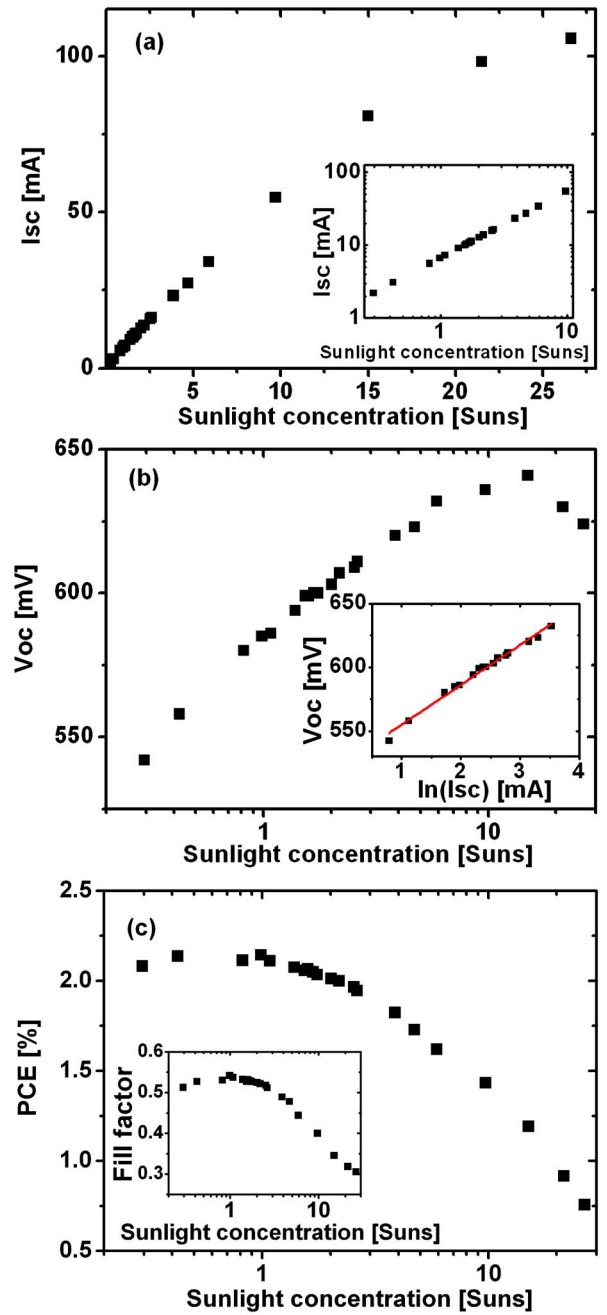 (a)
Isc [mA]
100
50
0
5 10 15 20 25
Sunlight concentration [Suns]
Isc [mA]
100
10
1
1 10
Sunlight concentration [Suns]
(b)
Voc [mV]
650
600
550
1 10
Sunlight concentration [Suns]
Voc [mV]
650
600
550
1 2 3 4
ln(Isc) [mA]
(c)
PCE [%]
2.5
2.0
1.5
1.0
0.5
1 10
Sunlight concentration [Suns]
Fill factor
0.6
0.5
0.4
0.3
1 10
Sunlight concentration [Suns]